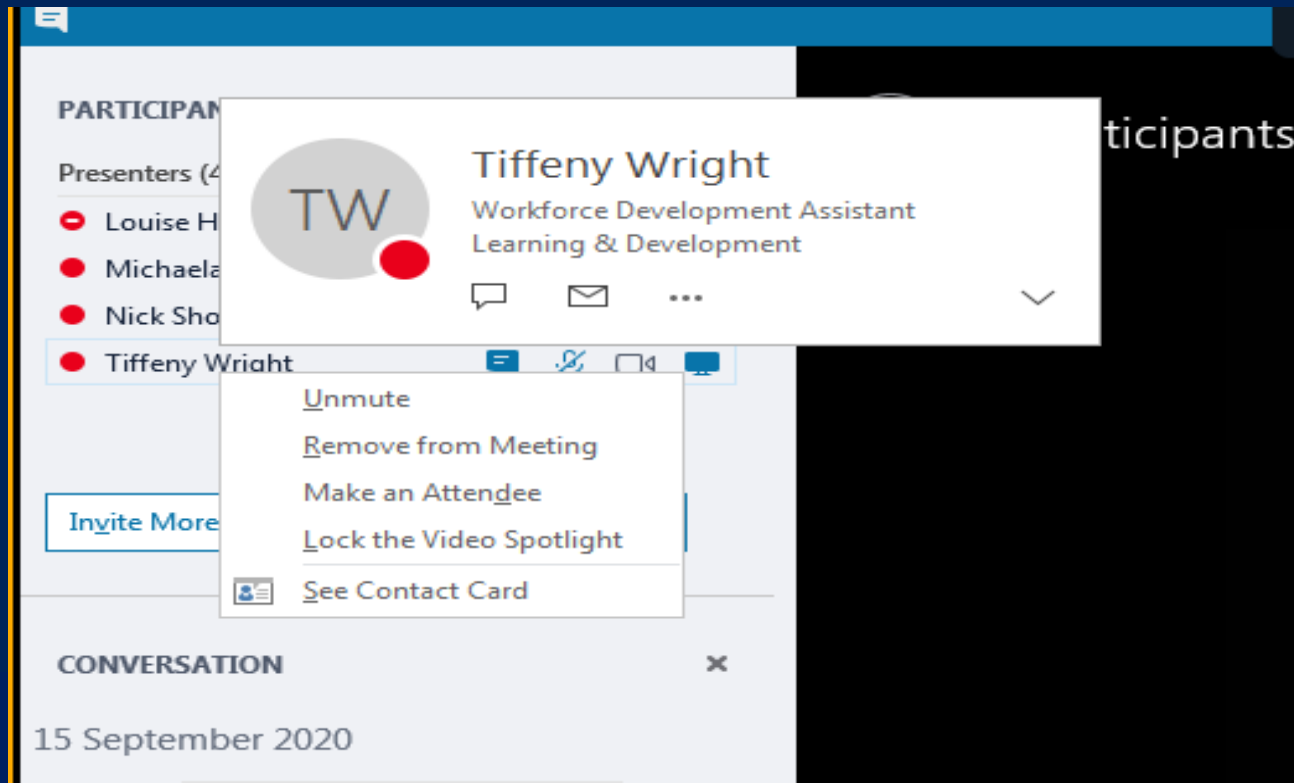 PARTICIPAN
ticipants
Presenters (4
Louise H
Michaela
Nick Sho
Tiffeny Wright
TW
Tiffeny Wright
Workforce Development Assistant
Learning & Development
Unmute
Remove from Meeting
Make an Attendee
Lock the Video Spotlight
See Contact Card
Invite More
CONVERSATION
15 September 2020